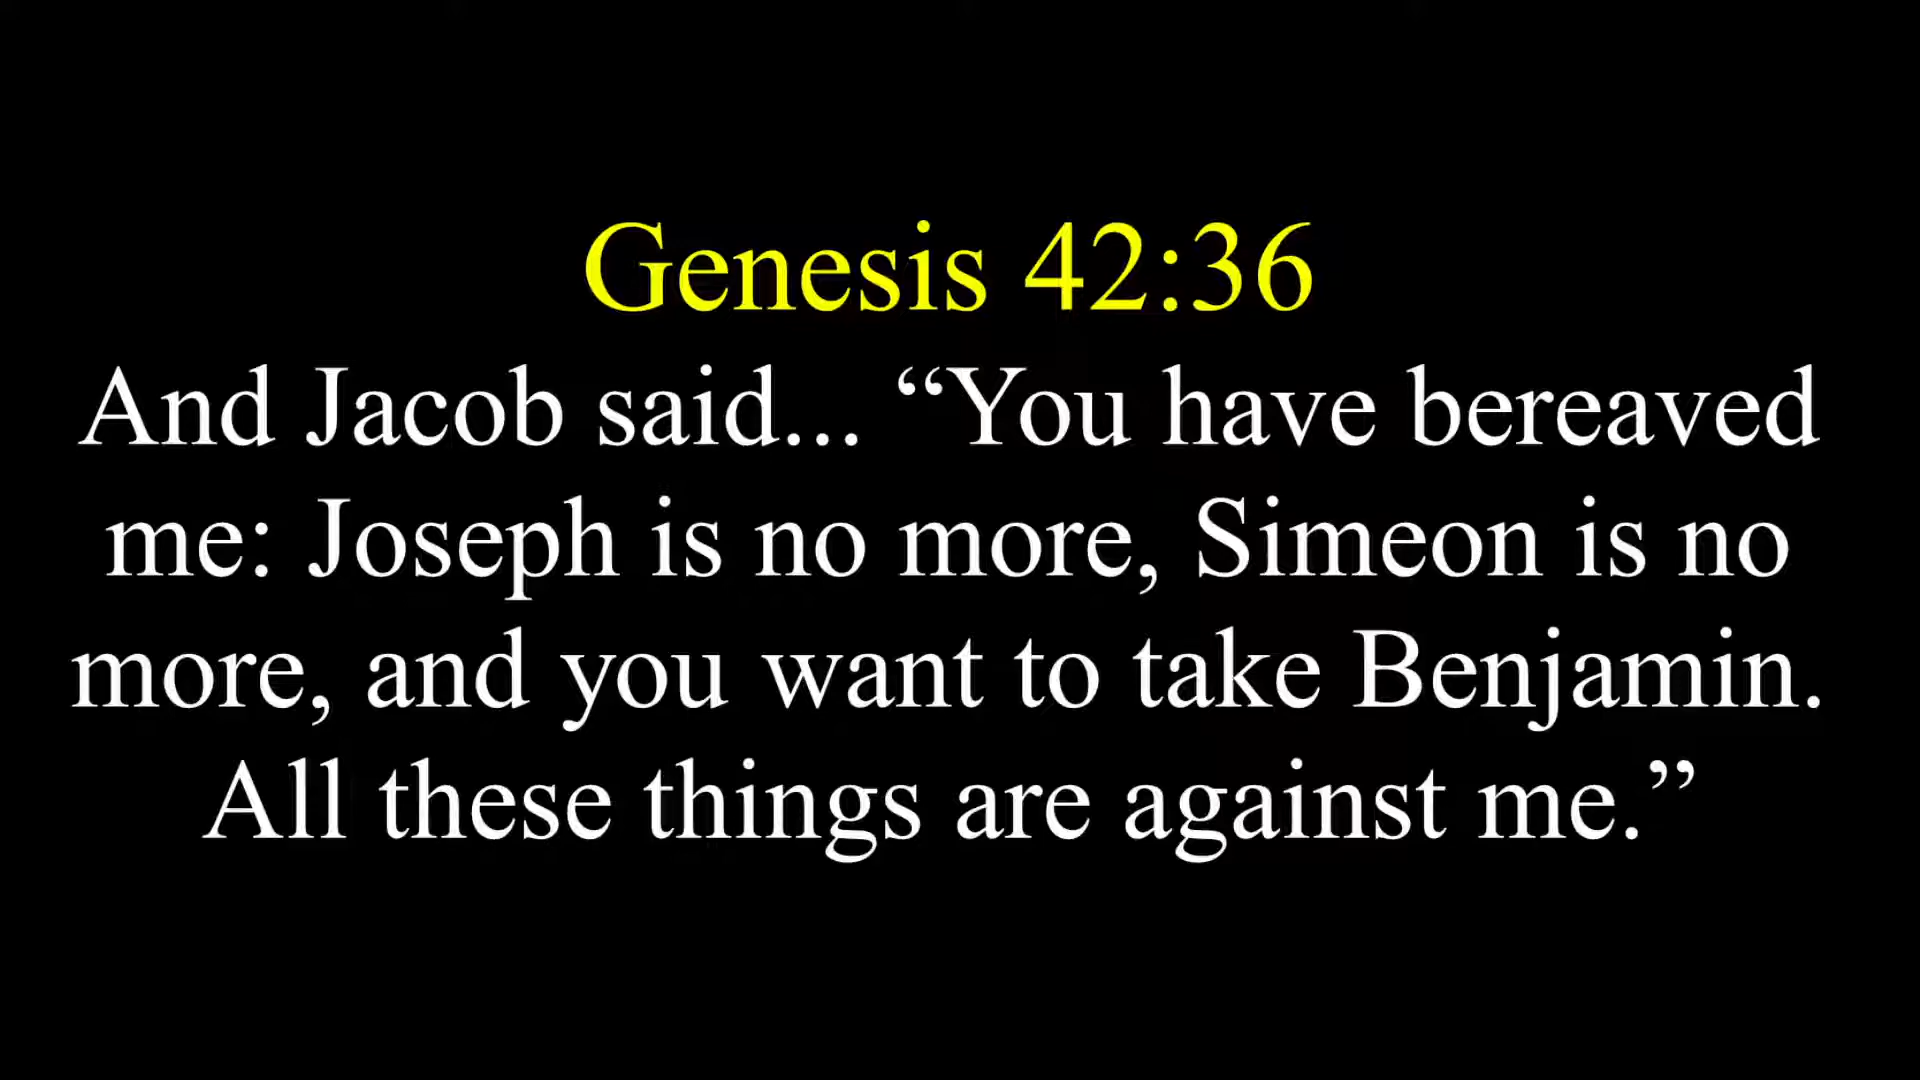 Genesis 42:36
And Jacob said... “You have bereaved
me: Joseph is no more, Simeon is no
more, and you want to take Benjamin.
All these things are against me.”